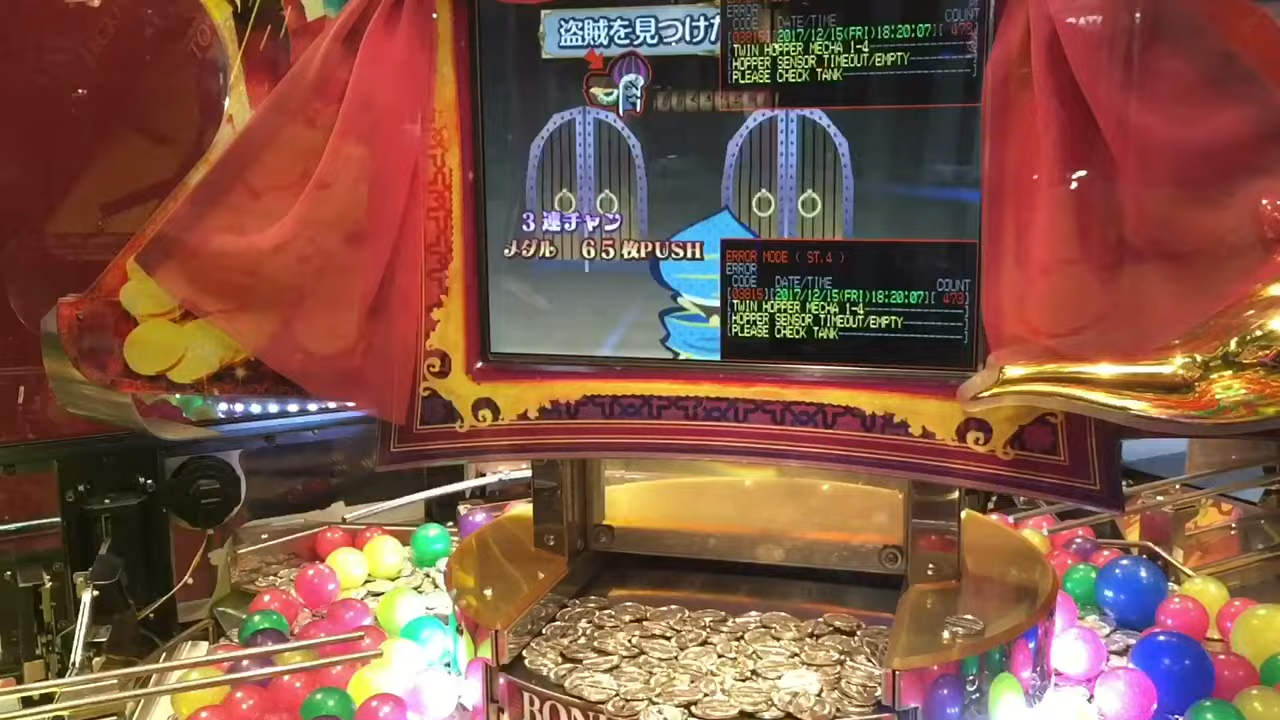 盗賊を見つけた
ERROR
CODE DATE/TIME COUNT
[03815][2017/12/15(FRI)18:20:07][ 473]
TWIN HOPPER MECHA 1-4
HOPPER SENSOR TIMEOUT/EMPTY
PLEASE CHECK TANK
3連チャン
メダル 65枚PUSH
ERROR MODE ( ST.4 )
ERROR
CODE DATE/TIME COUNT
[03815][2017/12/15(FRI)18:20:07][ 473]
TWIN HOPPER MECHA 1-4
HOPPER SENSOR TIMEOUT/EMPTY
PLEASE CHECK TANK